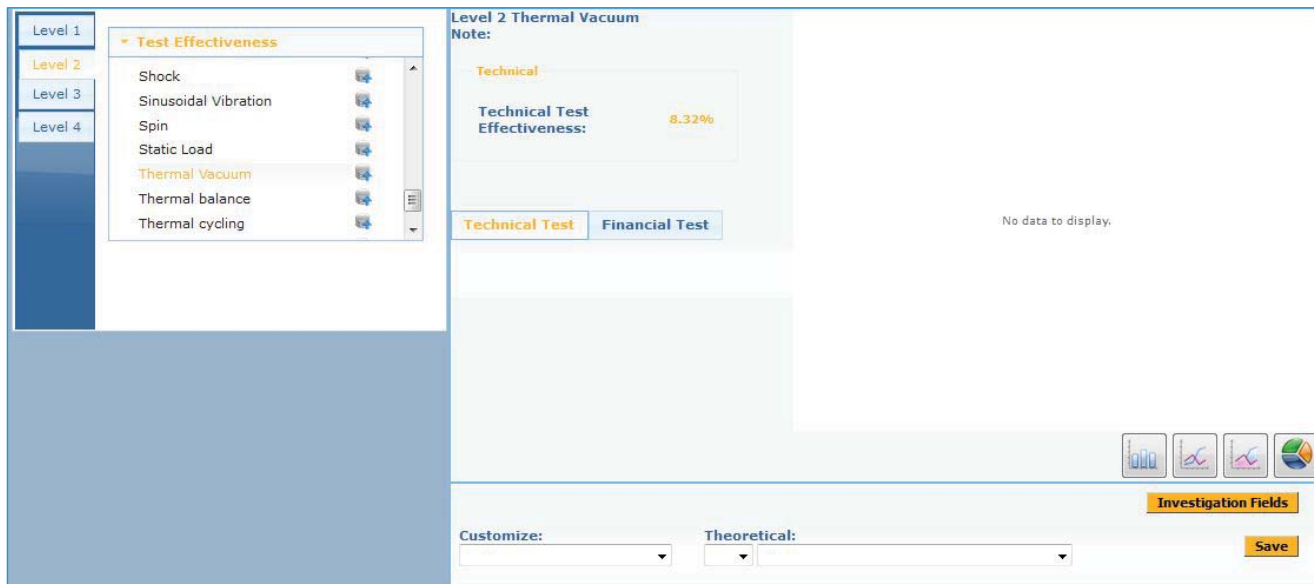 Level 1
Level 2
Level 3
Level 4
Test Effectiveness
Shock
Sinusoidal Vibration
Spin
Static Load
Thermal Vacuum
Thermal balance
Thermal cycling
Level 2 Thermal Vacuum
Note:
Technical
Technical Test
Effectiveness:
8.32%
Technical Test
Financial Test
No data to display.
Investigation Fields
Customize:
Theoretical:
Save